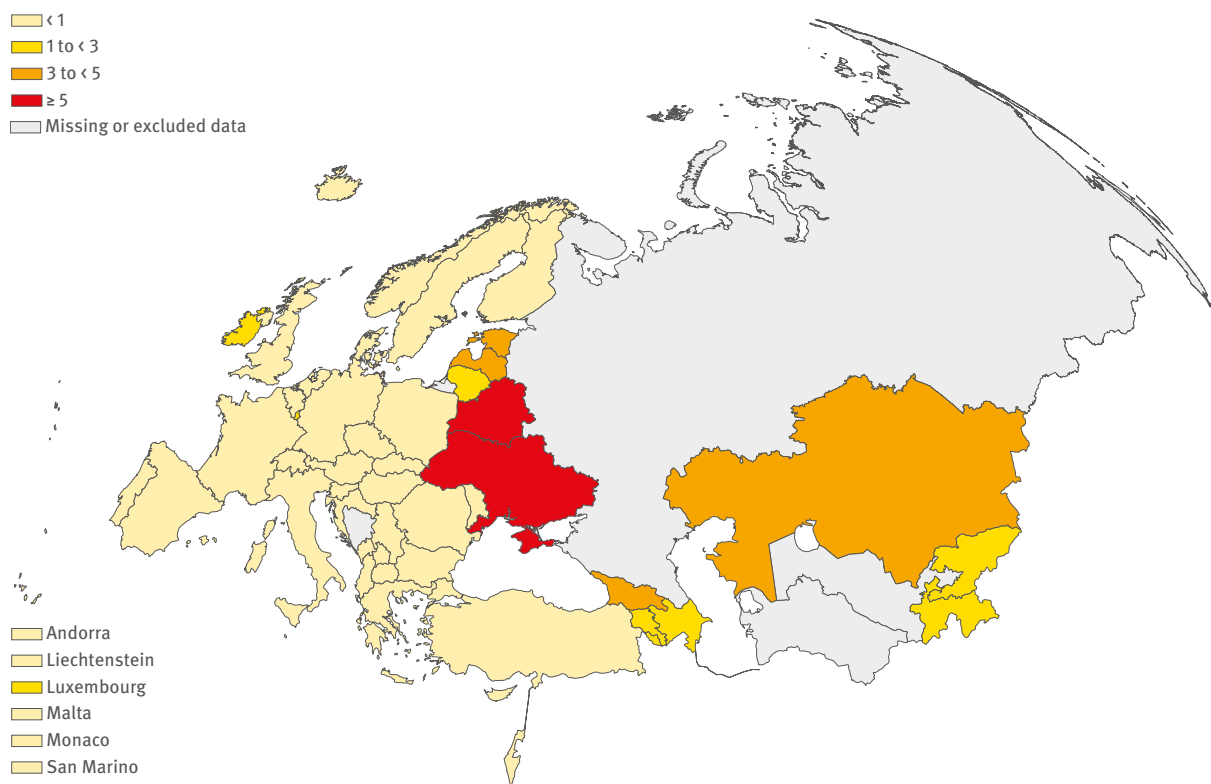 < 1
1 to < 3
3 to < 5
≥ 5
Missing or excluded data
Andorra
Liechtenstein
Luxembourg
Malta
Monaco
San Marino